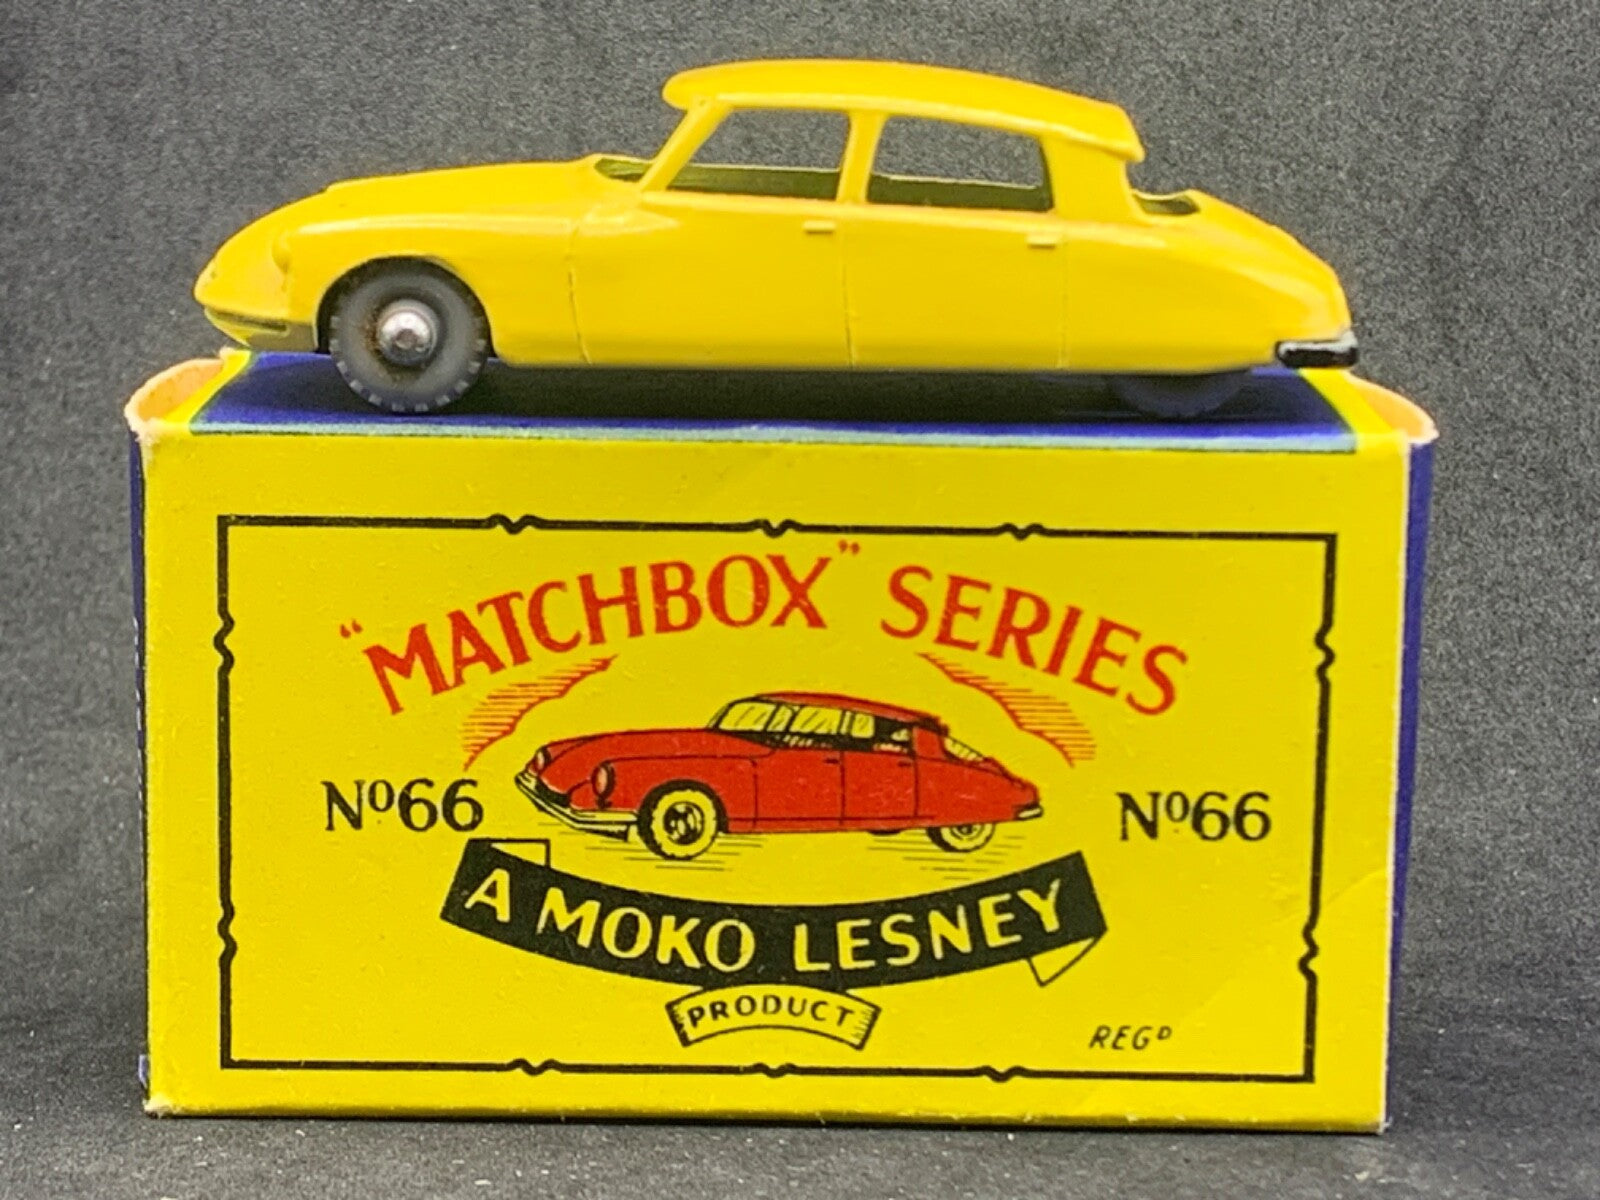 "MATCHBOX" SERIES
Nº66 Nº66
A MOKO LESNEY
PRODUCT
REGᴰ